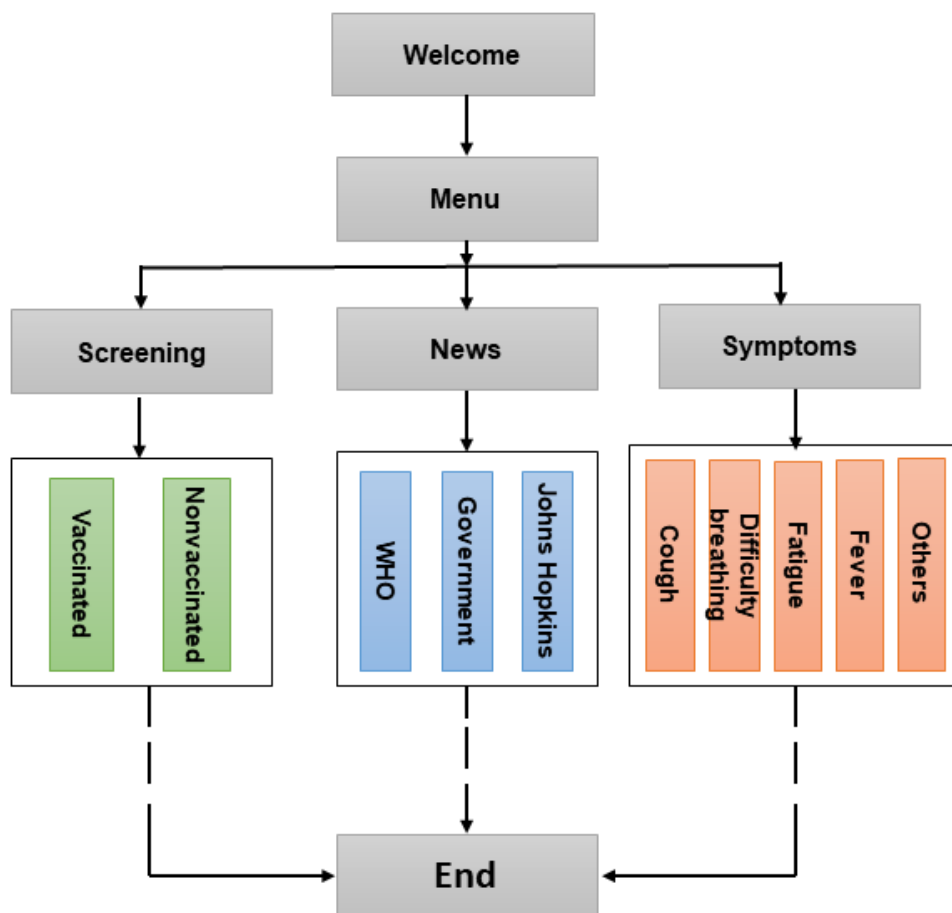 Welcome
Menu
Screening
News
Symptoms
Vaccinated
Nonvaccinated
WHO
Government
Johns Hopkins
Cough
Difficulty
breathing
Fatigue
Fever
Others
End